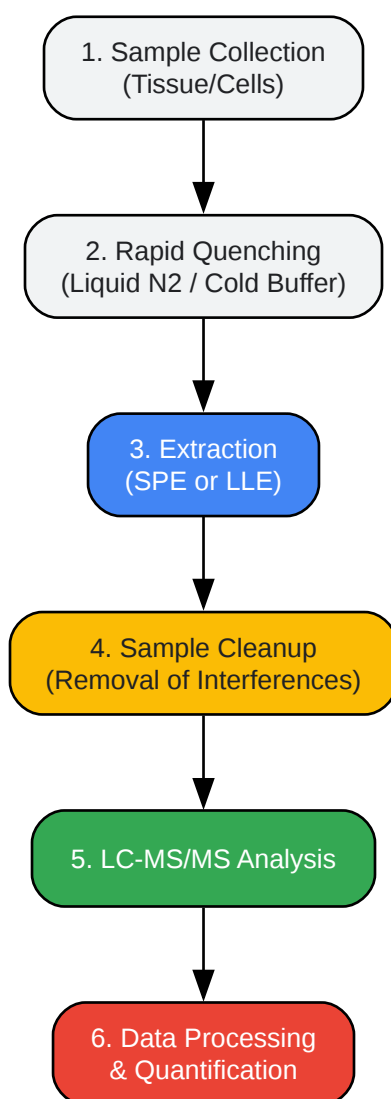 1. Sample Collection
(Tissue/Cells)
2. Rapid Quenching
(Liquid N2 / Cold Buffer)
3. Extraction
(SPE or LLE)
4. Sample Cleanup
(Removal of Interferences)
5. LC-MS/MS Analysis
6. Data Processing
& Quantification